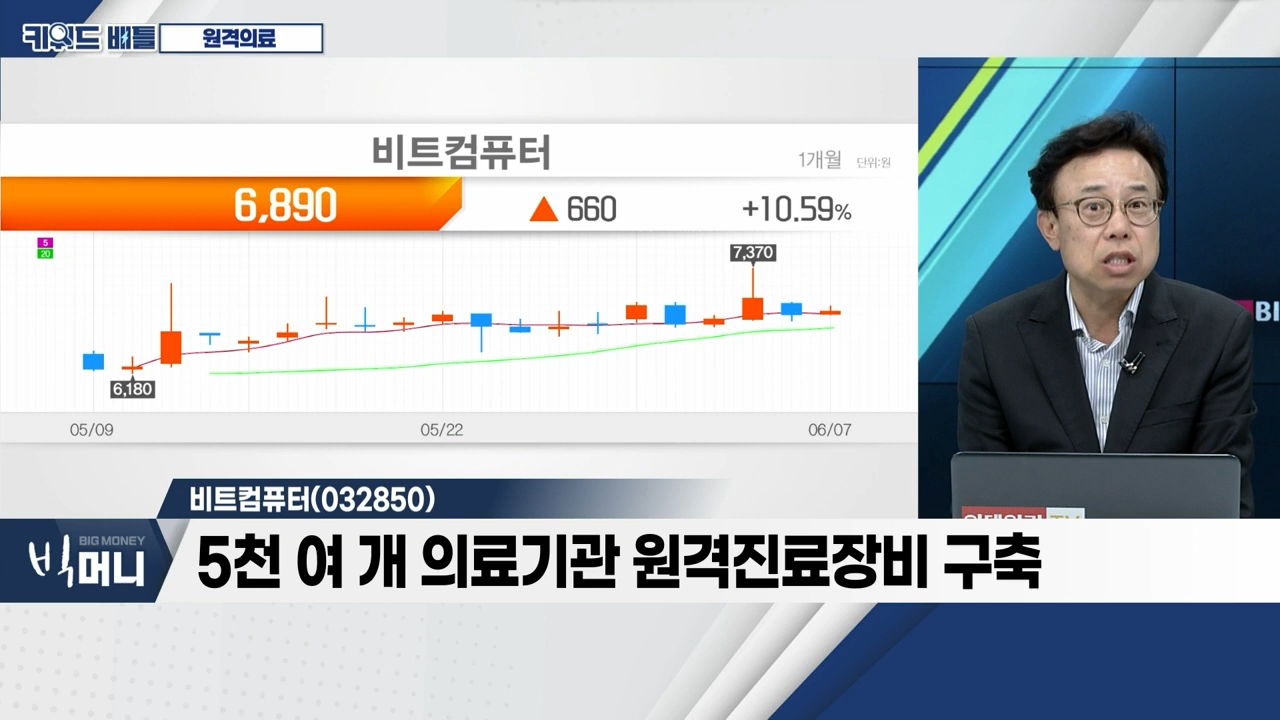 키워드 배틀
원격의료
비트컴퓨터
1개월 단위:원
6,890 ▲ 660 +10.59%
5
20
7,370
6,180
05/09 05/22 06/07
BI
비트컴퓨터(032850)
BIG MONEY
빅머니
5천 여 개 의료기관 원격진료장비 구축